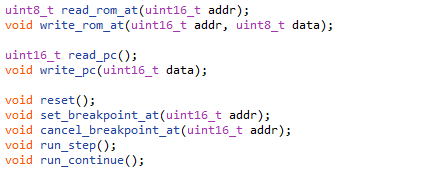 uint8_t read_rom_at(uint16_t addr);
void write_rom_at(uint16_t addr, uint8_t data);
uint16_t read_pc();
void write_pc(uint16_t data);
void reset();
void set_breakpoint_at(uint16_t addr);
void cancel_breakpoint_at(uint16_t addr);
void run_step();
void run_continue();